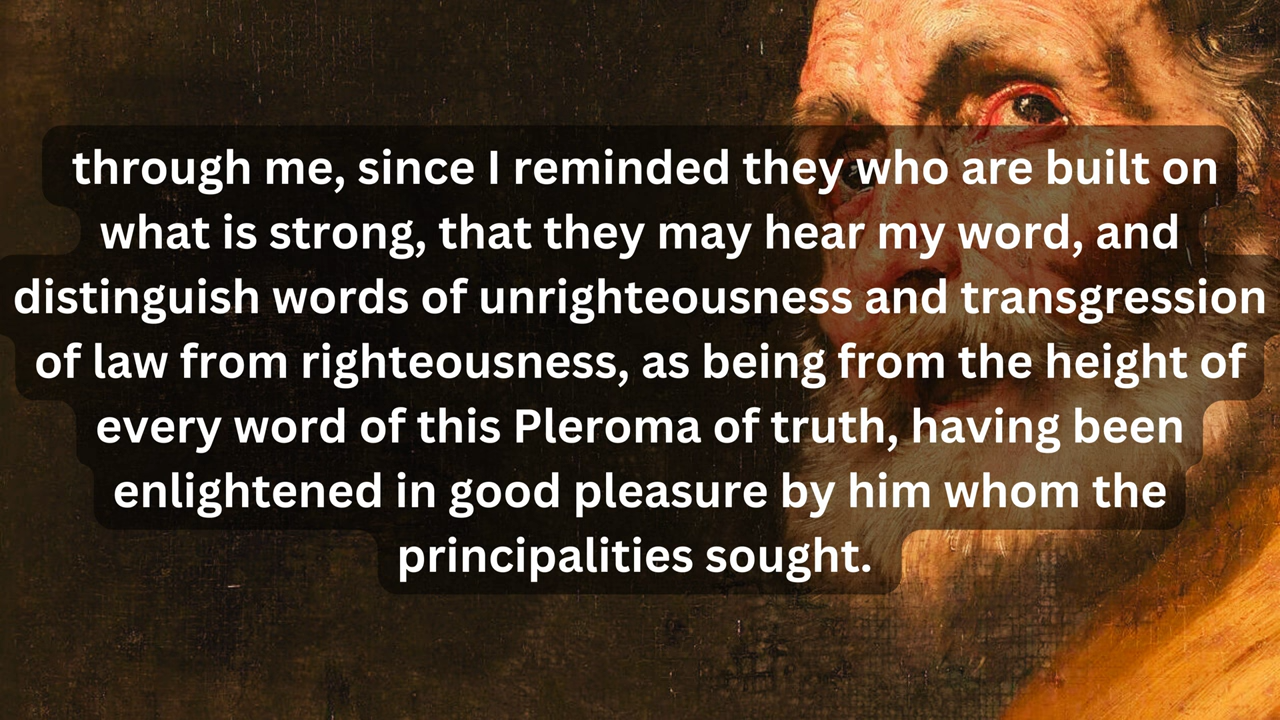 through me, since I reminded they who are built on
what is strong, that they may hear my word, and
distinguish words of unrighteousness and transgression
of law from righteousness, as being from the height of
every word of this Pleroma of truth, having been
enlightened in good pleasure by him whom the
principalities sought.